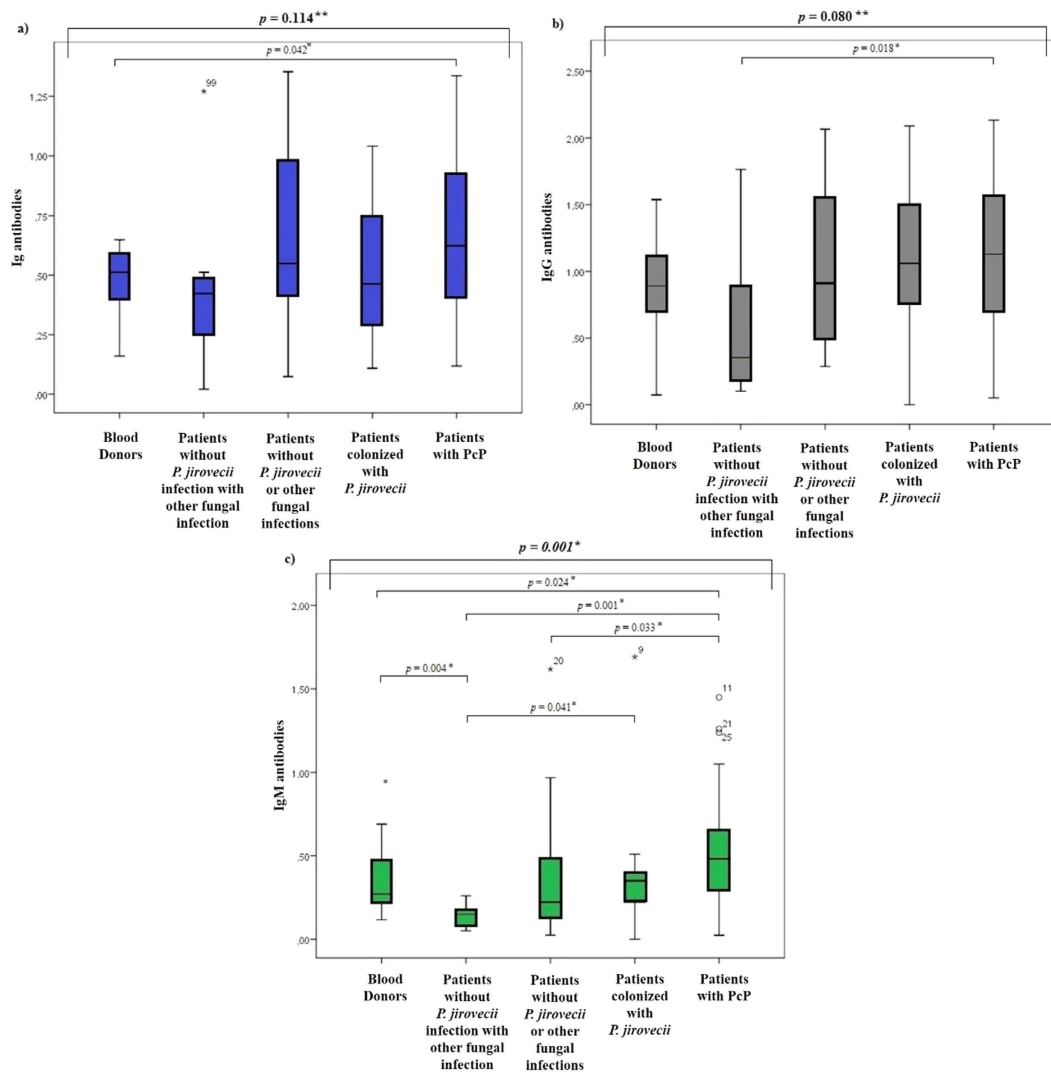 a)
p = 0.114**
p = 0.042*
1,25
1,00
,75
,50
,25
,00
Ig antibodies
*99
Blood
Donors
Patients
without
P. jirovecii
infection with
other fungal
infection
Patients
without
P. jirovecii
or other
fungal
infections
Patients
colonized
with
P. jirovecii
Patients
with PcP
b)
p = 0.080 **
p = 0.018*
2,50
2,00
1,50
1,00
,50
,00
IgG antibodies
Blood
Donors
Patients
without
P. jirovecii
infection with
other fungal
infection
Patients
without
P. jirovecii
or other
fungal
infections
Patients
colonized
with
P. jirovecii
Patients
with PcP
c)
p = 0.001*
p = 0.024*
p = 0.001*
p = 0.033*
p = 0.004*
p = 0.041*
2,00
1,50
1,00
,50
,00
IgM antibodies
*
*20
*9
11
21
25
Blood
Donors
Patients
without
P. jirovecii
infection with
other fungal
infection
Patients
without
P. jirovecii
or other
fungal
infections
Patients
colonized
with
P. jirovecii
Patients
with PcP